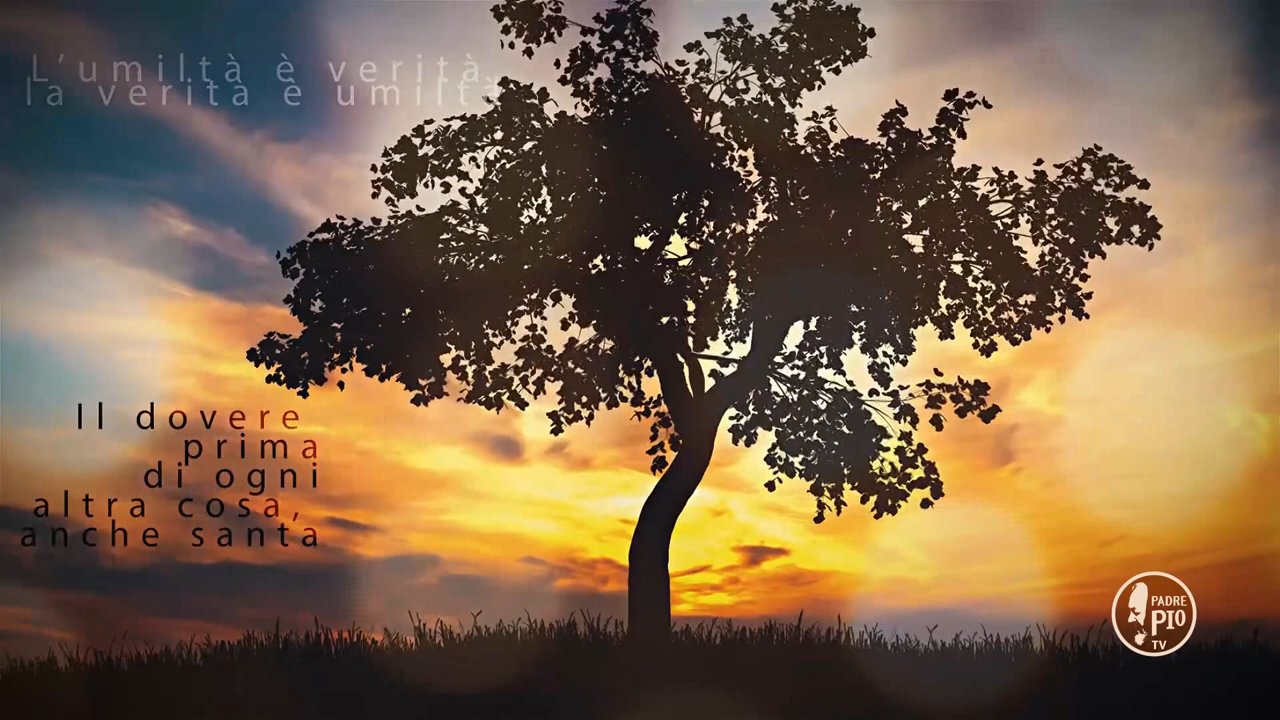 L'umiltà è verità,
la verità è umiltà
Il dovere
prima
di ogni
altra cosa,
anche santa
PADRE
PIO
TV